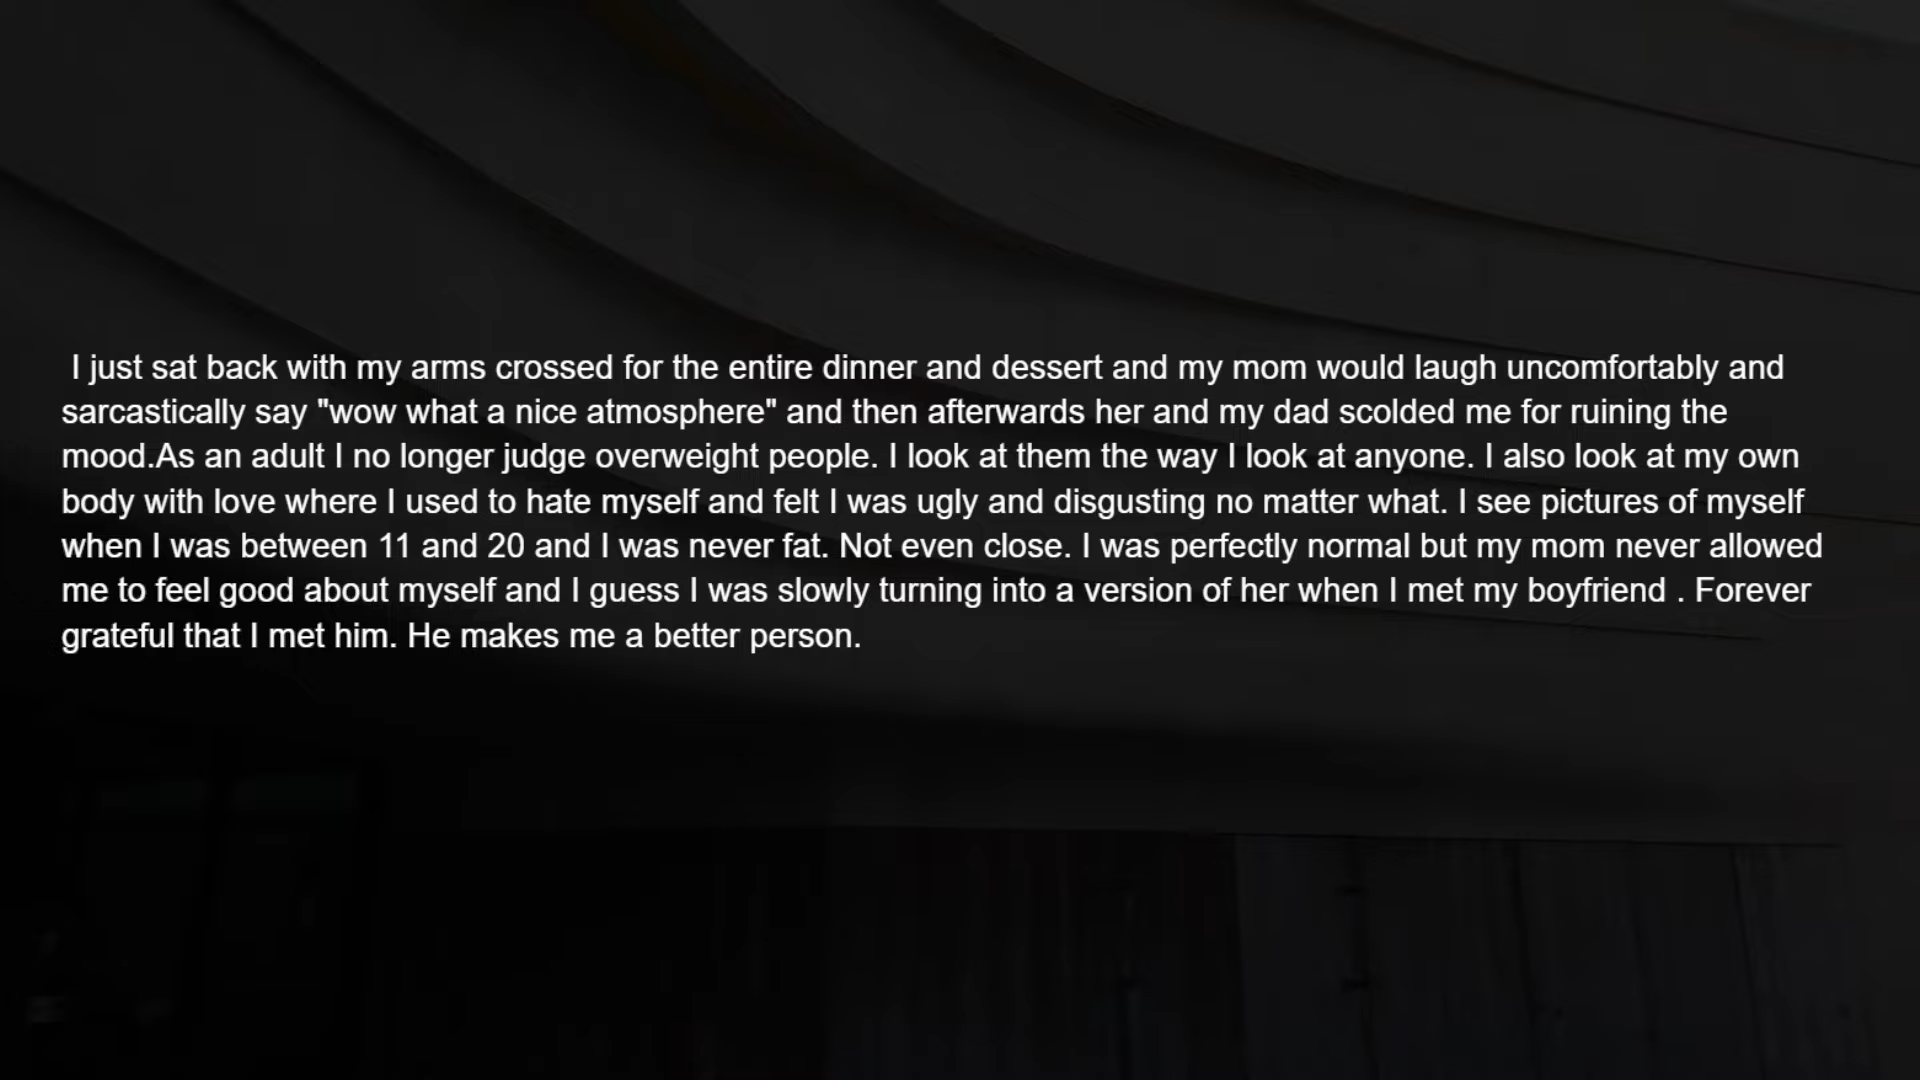 I just sat back with my arms crossed for the entire dinner and dessert and my mom would laugh uncomfortably and
sarcastically say "wow what a nice atmosphere" and then afterwards her and my dad scolded me for ruining the
mood.As an adult I no longer judge overweight people. I look at them the way I look at anyone. I also look at my own
body with love where I used to hate myself and felt I was ugly and disgusting no matter what. I see pictures of myself
when I was between 11 and 20 and I was never fat. Not even close. I was perfectly normal but my mom never allowed
me to feel good about myself and I guess I was slowly turning into a version of her when I met my boyfriend . Forever
grateful that I met him. He makes me a better person.